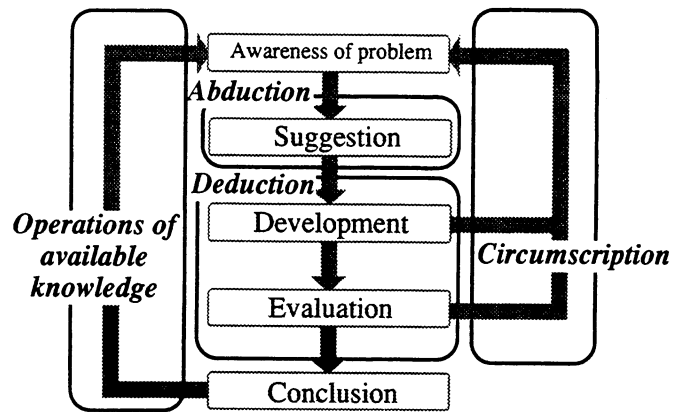 Awareness of problem
Abduction
Suggestion
Deduction
Development
Operations of
available
knowledge
Circumscription
Evaluation
Conclusion